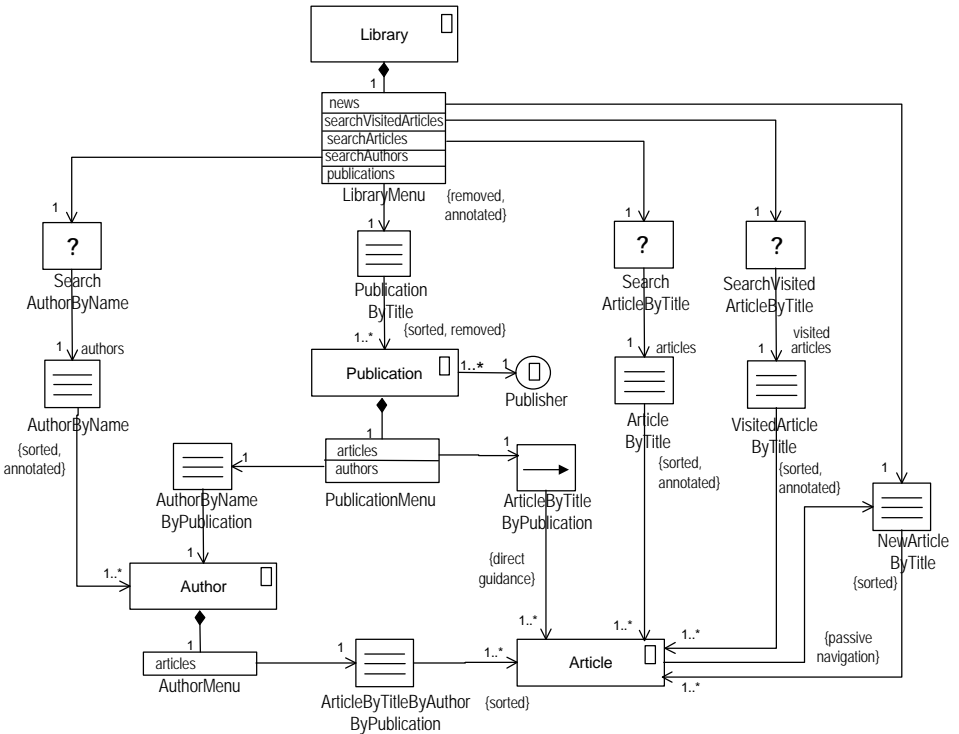 Library
1
news
searchVisitedArticles
searchArticles
searchAuthors
publications
LibraryMenu
{removed,
annotated}
1
?
Search
AuthorByName
1
Publication
ByTitle
1
?
Search
ArticleByTitle
1
?
SearchVisited
ArticleByTitle
{sorted, removed}
1..*
1 authors
AuthorByName
{sorted,
annotated}
Publication
1..*
1
Publisher
1 articles
Article
ByTitle
{sorted,
annotated}
visited
articles
1
VisitedArticle
ByTitle
{sorted,
annotated}
1
articles
authors
PublicationMenu
1
AuthorByName
ByPublication
1
ArticleByTitle
ByPublication
1
NewArticle
ByTitle
{sorted}
{direct
guidance}
1
1..*
Author
1..*
1..*
1..*
{passive
navigation}
1
articles
AuthorMenu
1
ArticleByTitleByAuthor
ByPublication
1..*
{sorted}
Article
1..*